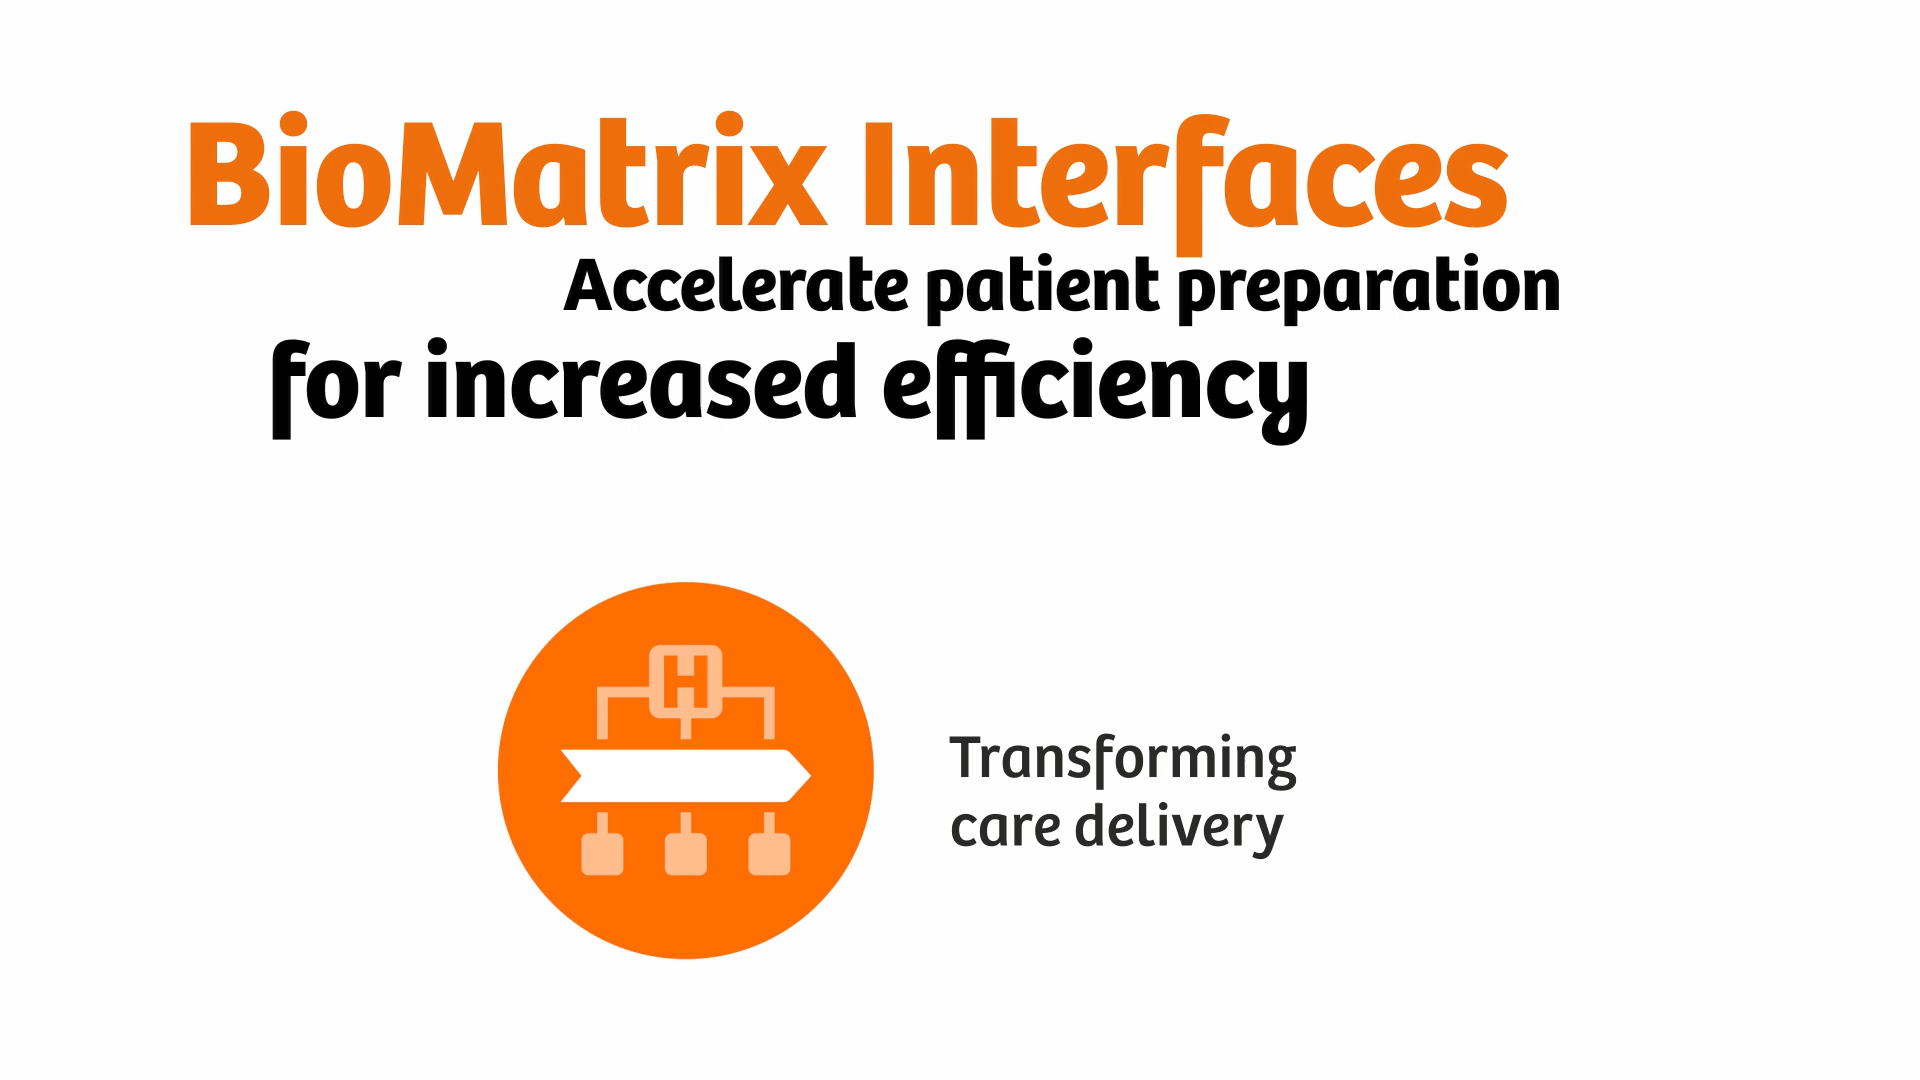 BioMatrix Interfaces
Accelerate patient preparation
for increased efficiency
H
Transforming
care delivery